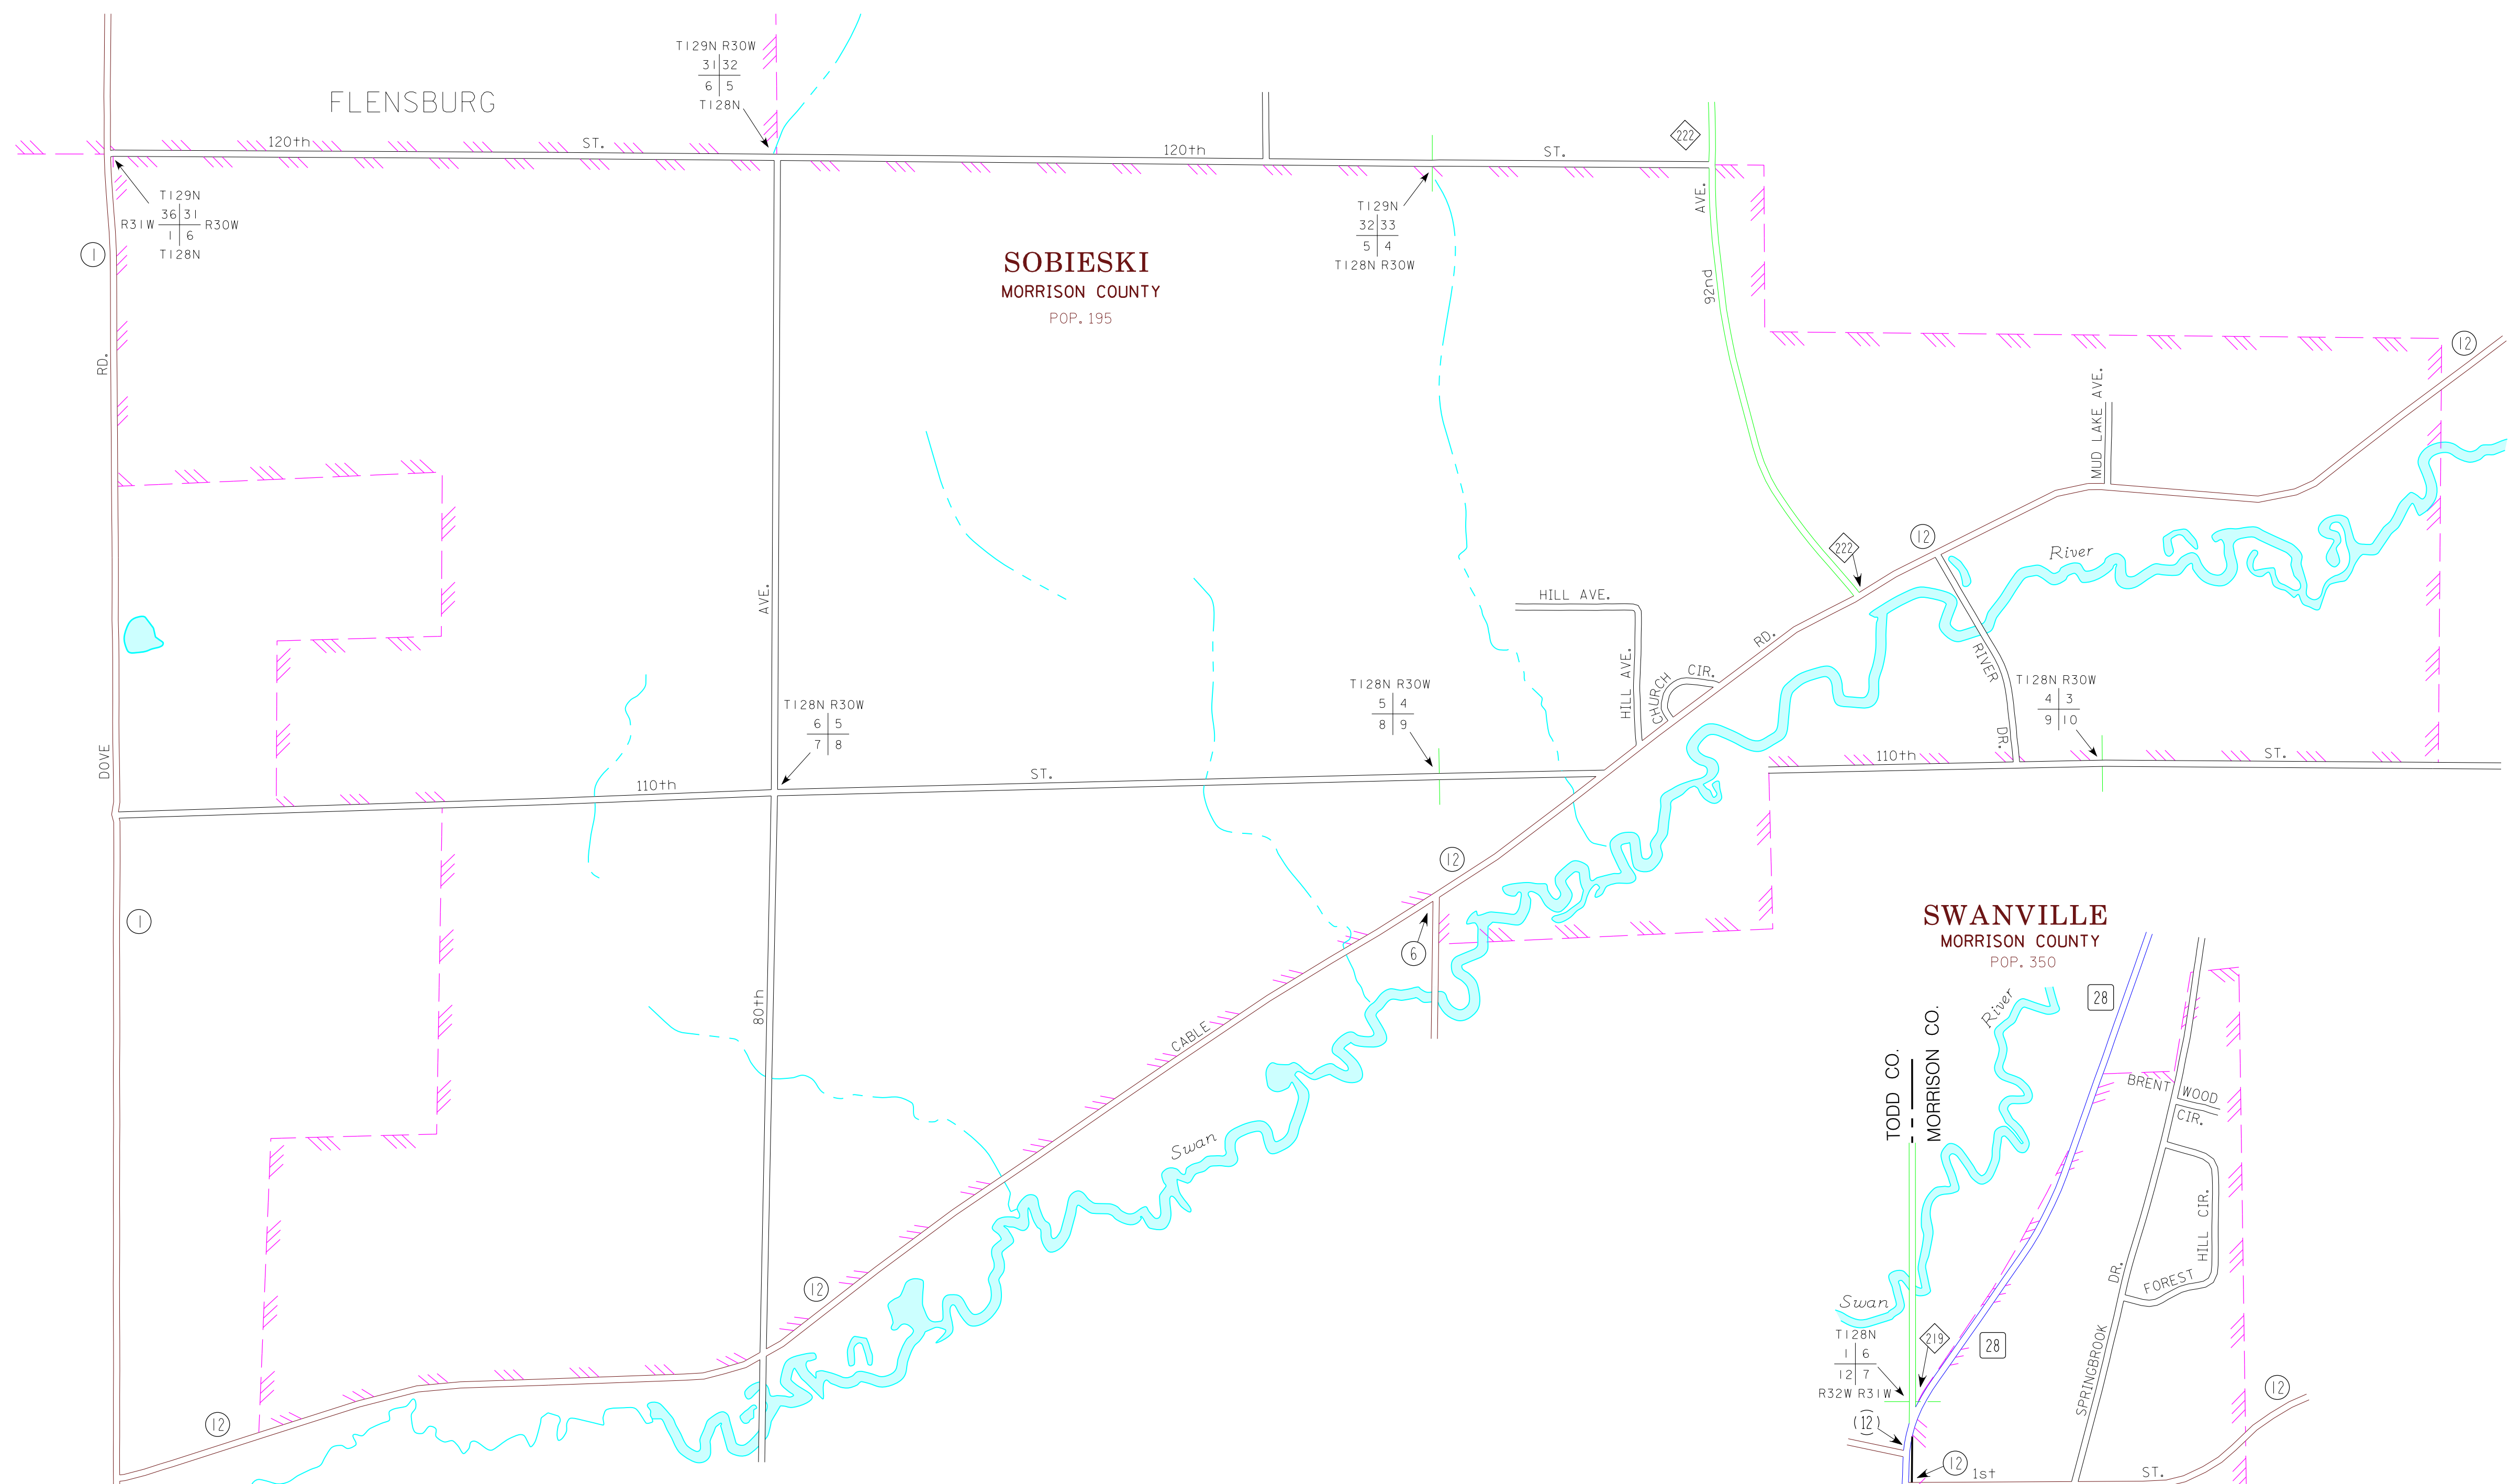 T129N R30W
31 32
6 5
T128N
FLENSBURG
120th
ST.
120th
ST.
222
T129N
R31W 36 31 R30W
1 6
T128N
1
T129N
32 33
5 4
T128N R30W
AVE.
92nd
SOBIESKI
MORRISON COUNTY
POP. 195
RD.
12
MUD LAKE AVE.
222
12
River
HILL AVE.
AVE.
RD.
RIVER
CIR.
CHURCH
HILL AVE.
T128N R30W
5 4
8 9
T128N R30W
4 3
9 10
T128N R30W
6 5
7 8
DR.
DOVE
110th
ST.
110th
ST.
12
1
6
SWANVILLE
MORRISON COUNTY
POP. 350
80th
CABLE
River
28
TODD CO.
MORRISON CO.
BRENT WOOD
CIR.
Swan
HILL CIR.
DR.
FOREST
12
Swan
T128N
1 6
12 7
R32W R31W
219
28
SPRINGBROOK
12
12
(12)
12
1st
ST.